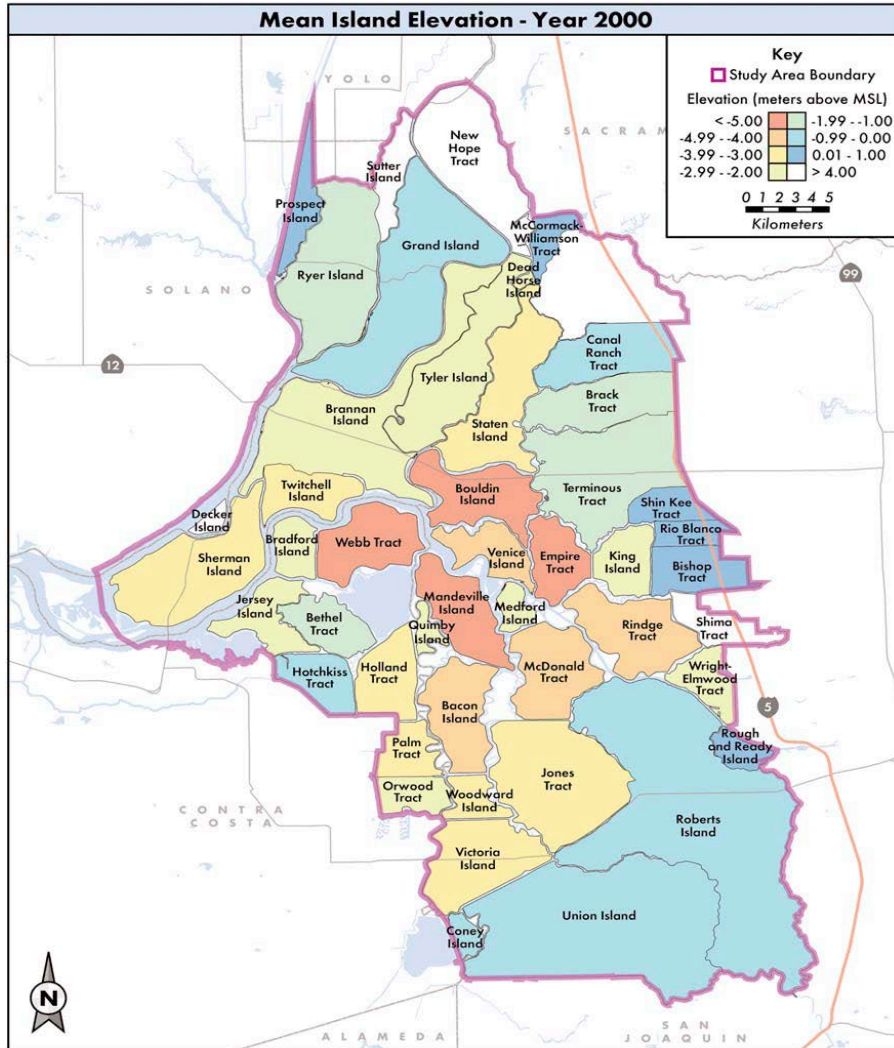 Mean Island Elevation - Year 2000
Key
Study Area Boundary
Elevation (meters above MSL)
< -5.00
-1.99 - -1.00
-4.99 - -4.00
-0.99 - 0.00
-3.99 - -3.00
0.01 - 1.00
-2.99 - -2.00
> 4.00
0 1 2 3 4 5
Kilometers
YOLO
SACRAM
SOLANO
CONTRA
COSTA
ALAMEDA
SAN
JOAQUIN
12
99
5
N
New
Hope
Tract
Sutter
Island
Prospect
Island
Ryer Island
Grand Island
McCormack-
Williamson
Tract
Dead
Horse
Island
Canal
Ranch
Tract
Tyler Island
Brack
Tract
Brannan
Island
Staten
Island
Twitchell
Island
Bouldin
Island
Terminous
Tract
Shin Kee
Tract
Decker
Island
Rio Blanco
Tract
Sherman
Island
Bradford
Island
Webb Tract
Venice
Island
Empire
Tract
King
Island
Bishop
Tract
Jersey
Island
Bethel
Tract
Mandeville
Island
Medford
Island
Quimby
Island
Rindge
Tract
Shima
Tract
Hotchkiss
Tract
Holland
Tract
McDonald
Tract
Wright-
Elmwood
Tract
Bacon
Island
Rough
and Ready
Island
Palm
Tract
Jones
Tract
Orwood
Tract
Woodward
Island
Roberts
Island
Victoria
Island
Union Island
Coney
Island